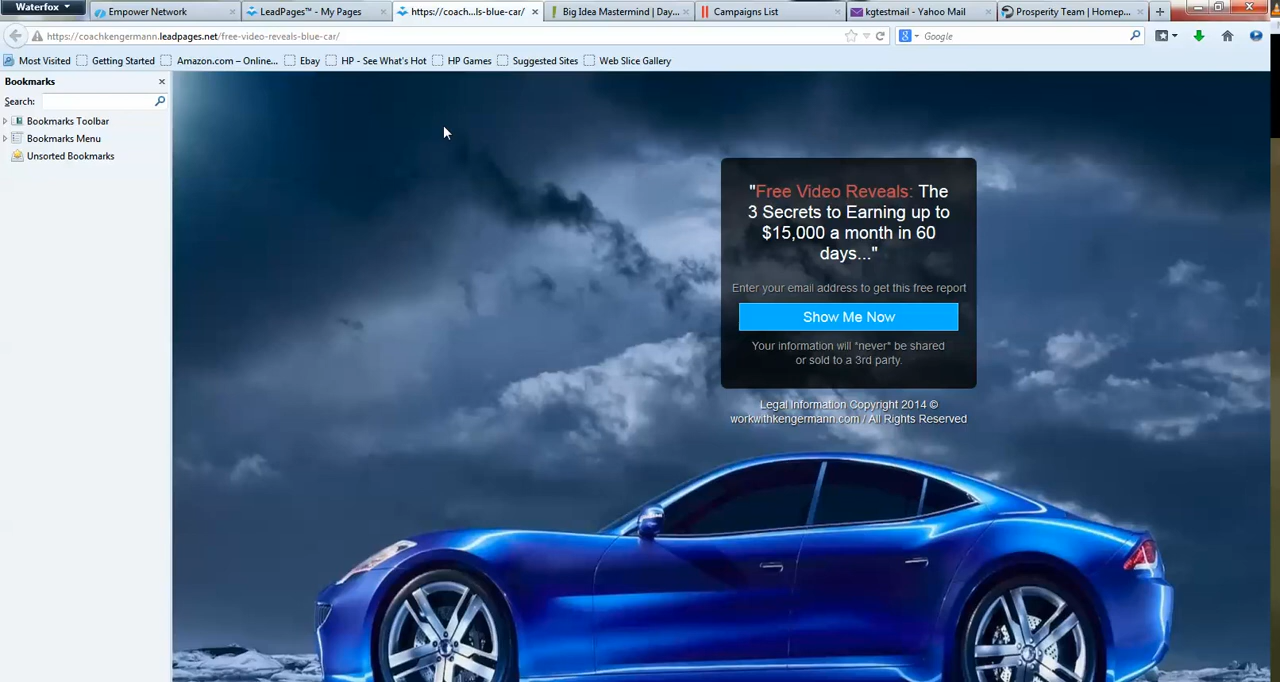 Waterfox
Empower Network
LeadPages™ - My Pages
https://coach...ls-blue-car/
Big Idea Mastermind | Day...
Campaigns List
kgtestmail - Yahoo Mail
Prosperity Team | Homep...
https://coachkengermann.leadpages.net/free-video-reveals-blue-car/
Google
Most Visited
Getting Started
Amazon.com – Online...
Ebay
HP - See What's Hot
HP Games
Suggested Sites
Web Slice Gallery
Bookmarks
Search:
Bookmarks Toolbar
Bookmarks Menu
Unsorted Bookmarks
"Free Video Reveals: The
3 Secrets to Earning up to
$15,000 a month in 60
days..."
Enter your email address to get this free report
Show Me Now
Your information will *never* be shared
or sold to a 3rd party.
Legal Information Copyright 2014 ©
workwithkengermann.com / All Rights Reserved